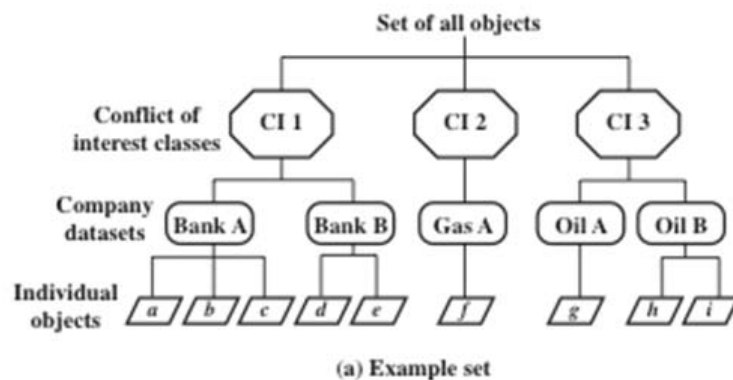 Set of all objects
Conflict of
interest classes
CI 1
CI 2
CI 3
Company
datasets
Bank A
Bank B
Gas A
Oil A
Oil B
Individual
objects
a
b
c
d
e
f
g
h
i
(a) Example set